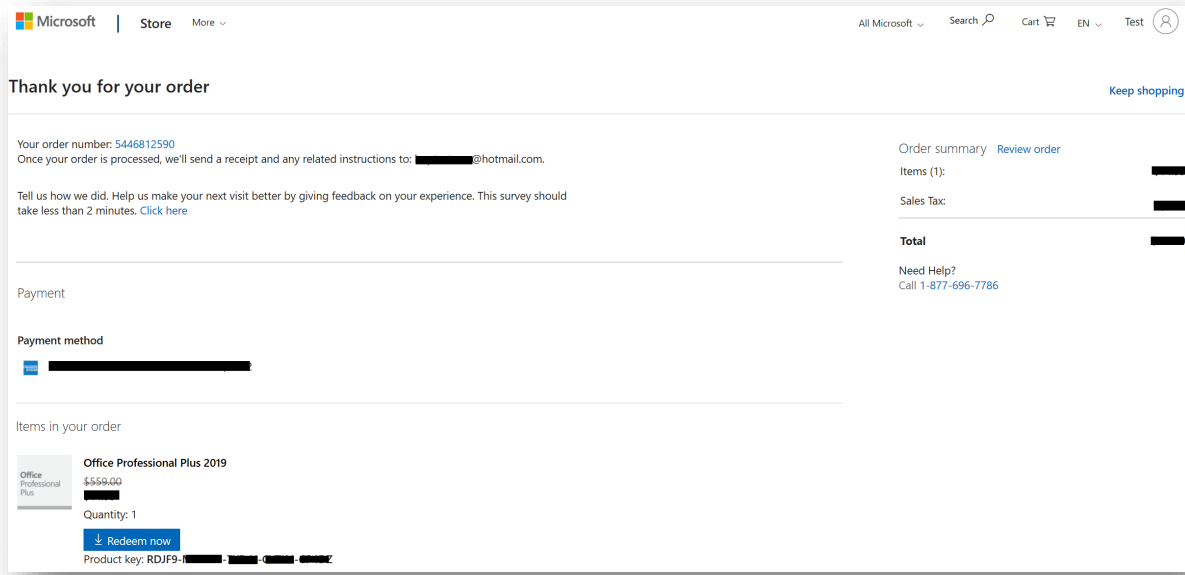 Microsoft Store More All Microsoft Search Cart EN Test
Thank you for your order
Keep shopping
Your order number: 5446812590
Once your order is processed, we'll send a receipt and any related instructions to: @hotmail.com.
Tell us how we did. Help us make your next visit better by giving feedback on your experience. This survey should
take less than 2 minutes. Click here
Payment
Payment method
Items in your order
Office
Professional
Plus
Office Professional Plus 2019
$559.00
Quantity: 1
Redeem now
Product key: RDJF9-
Order summary Review order
Items (1):
Sales Tax:
Total
Need Help?
Call 1-877-696-7786